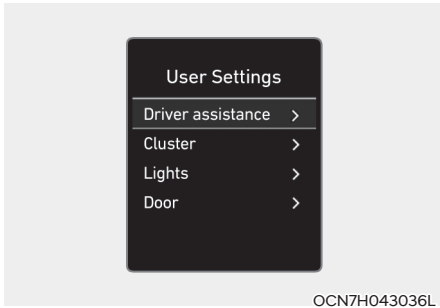 User Settings
Driver assistance >
Cluster >
Lights >
Door >
OCN7H043036L